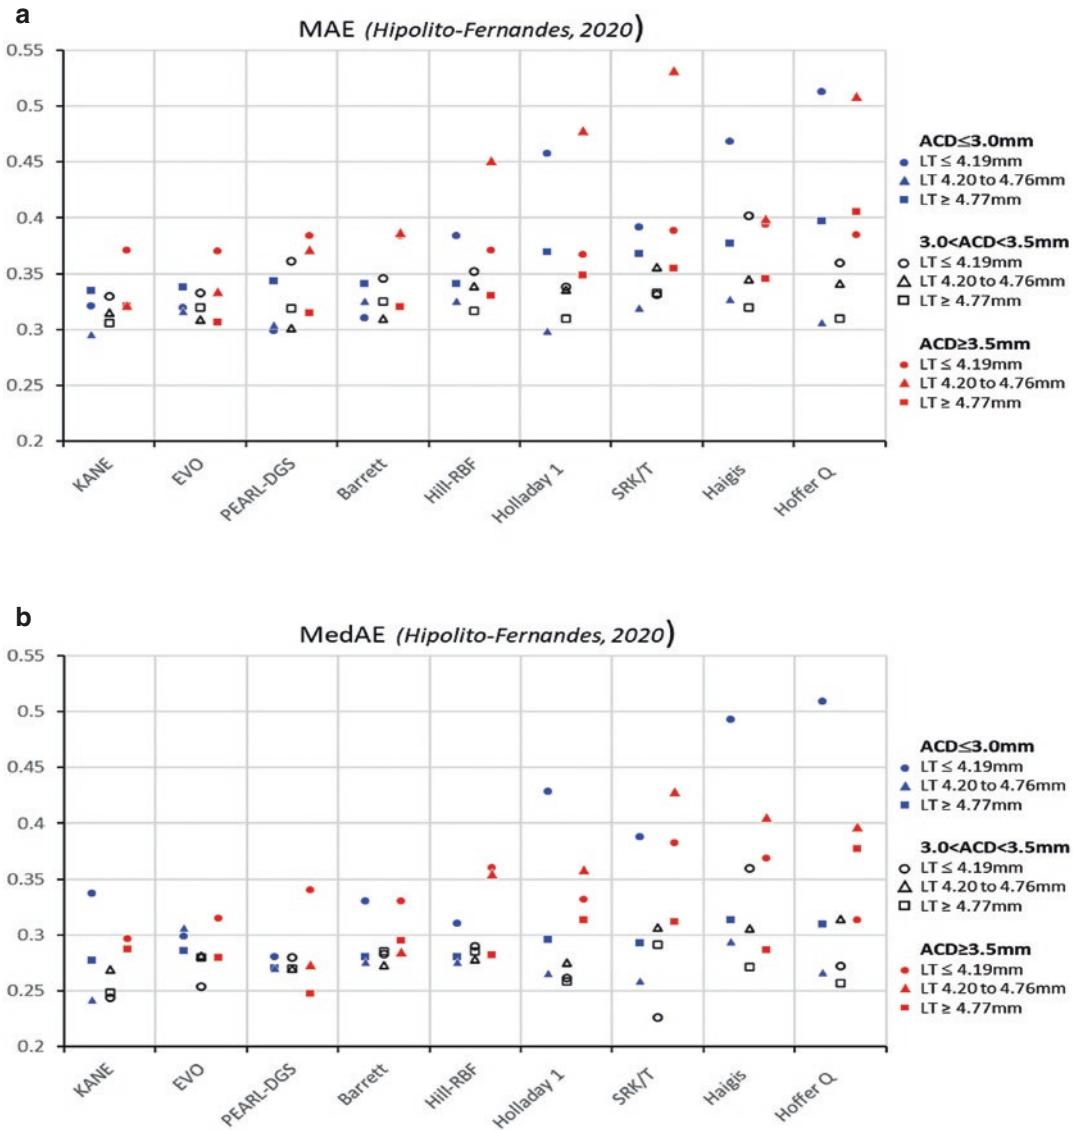 a
MAE (Hipolito-Fernandes, 2020)
0.55
0.5
0.45
0.4
0.35
0.3
0.25
0.2
KANE
EVO
PEARL-DGS
Barrett
Hill-RBF
Holladay 1
SRK/T
Haigis
Hoffer Q
ACD≤3.0mm
LT ≤ 4.19mm
LT 4.20 to 4.76mm
LT ≥ 4.77mm
3.0<ACD<3.5mm
LT ≤ 4.19mm
LT 4.20 to 4.76mm
LT ≥ 4.77mm
ACD≥3.5mm
LT ≤ 4.19mm
LT 4.20 to 4.76mm
LT ≥ 4.77mm
b
MedAE (Hipolito-Fernandes, 2020)
0.55
0.5
0.45
0.4
0.35
0.3
0.25
0.2
KANE
EVO
PEARL-DGS
Barrett
Hill-RBF
Holladay 1
SRK/T
Haigis
Hoffer Q
ACD≤3.0mm
LT ≤ 4.19mm
LT 4.20 to 4.76mm
LT ≥ 4.77mm
3.0<ACD<3.5mm
LT ≤ 4.19mm
LT 4.20 to 4.76mm
LT ≥ 4.77mm
ACD≥3.5mm
LT ≤ 4.19mm
LT 4.20 to 4.76mm
LT ≥ 4.77mm